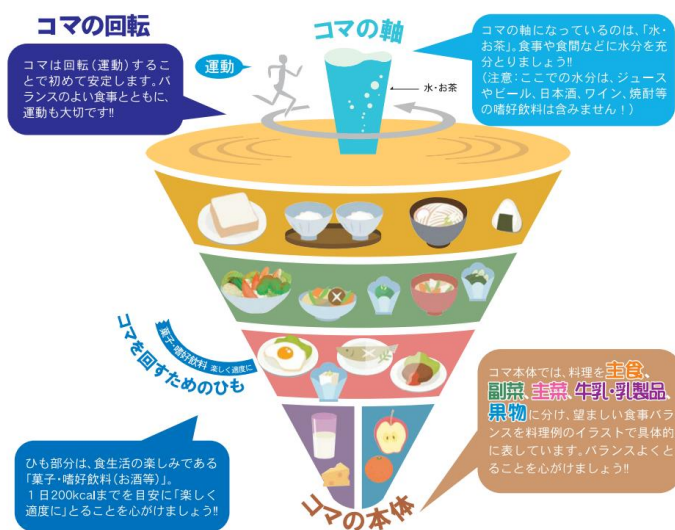 コマの回転
コマは回転(運動)するこ
とで初めて安定します。バ
ランスのよい食事とともに、
運動も大切です!!
運動
コマの軸
水・お茶
コマの軸になっているのは、「水・
お茶」。食事や食間などに水分を充
分とりましょう!!
(注意:ここでの水分は、ジュース
やビール、日本酒、ワイン、焼酎等
の嗜好飲料は含みません!)
菓子・嗜好飲料 楽しく適度に
コマを回すためのひも
ひも部分は、食生活の楽しみである
「菓子・嗜好飲料(お酒等)」。
1日200kcalまでを目安に「楽しく
適度に」とることを心がけましょう!!
コマ本体では、料理を主食、
副菜、主菜、牛乳・乳製品、
果物に分け、望ましい食事バラ
ンスを料理例のイラストで具体的
に表しています。バランスよくと
ることを心がけましょう!!
コマの本体